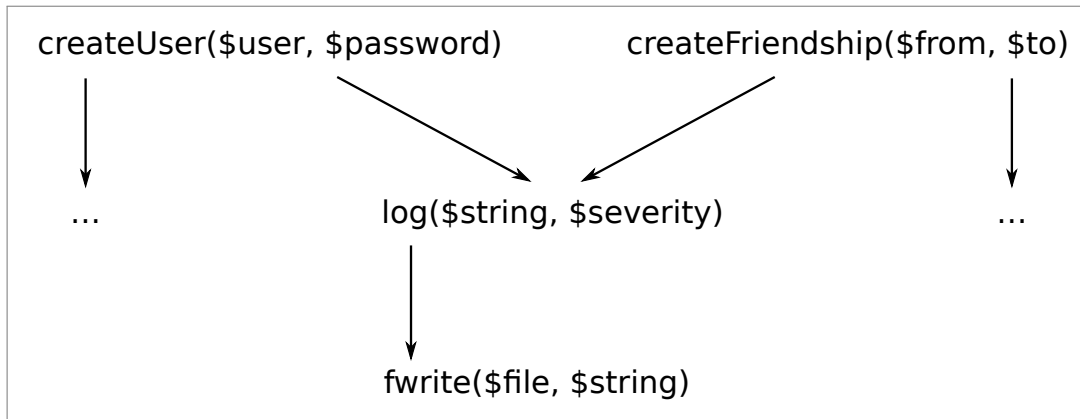 createUser($user, $password)
createFriendship($from, $to)
...
log($string, $severity)
...
fwrite($file, $string)